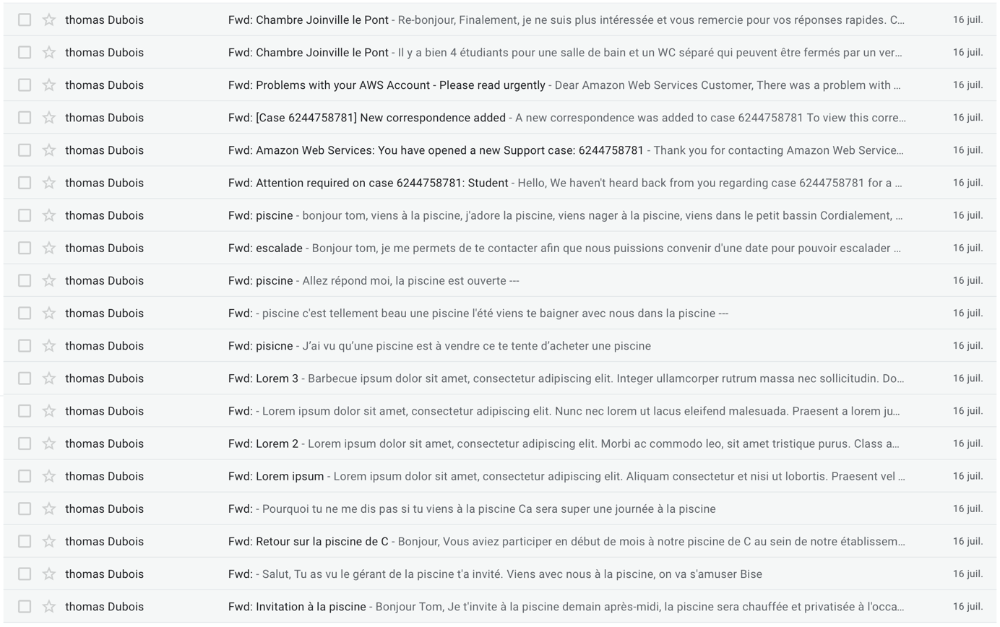 thomas Dubois Fwd: Chambre Joinville le Pont - Re-bonjour, Finalement, je ne suis plus intéressée et vous remercie pour vos réponses rapides. C… 16 juil.
thomas Dubois Fwd: Chambre Joinville le Pont - Il y a bien 4 étudiants pour une salle de bain et un WC séparé qui peuvent être fermés par un ver… 16 juil.
thomas Dubois Fwd: Problems with your AWS Account - Please read urgently - Dear Amazon Web Services Customer, There was a problem with … 16 juil.
thomas Dubois Fwd: [Case 6244758781] New correspondence added - A new correspondence was added to case 6244758781 To view this corre… 16 juil.
thomas Dubois Fwd: Amazon Web Services: You have opened a new Support case: 6244758781 - Thank you for contacting Amazon Web Service… 16 juil.
thomas Dubois Fwd: Attention required on case 6244758781: Student - Hello, We haven't heard back from you regarding case 6244758781 for a … 16 juil.
thomas Dubois Fwd: piscine - bonjour tom, viens à la piscine, j'adore la piscine, viens nager à la piscine, viens dans le petit bassin Cordialement, … 16 juil.
thomas Dubois Fwd: escalade - Bonjour tom, je me permets de te contacter afin que nous puissions convenir d'une date pour pouvoir escalader … 16 juil.
thomas Dubois Fwd: piscine - Allez répond moi, la piscine est ouverte --- 16 juil.
thomas Dubois Fwd: - piscine c'est tellement beau une piscine l'été viens te baigner avec nous dans la piscine --- 16 juil.
thomas Dubois Fwd: pisicne - J’ai vu qu’une piscine est à vendre ce te tente d’acheter une piscine 16 juil.
thomas Dubois Fwd: Lorem 3 - Barbecue ipsum dolor sit amet, consectetur adipiscing elit. Integer ullamcorper rutrum massa nec sollicitudin. Do… 16 juil.
thomas Dubois Fwd: - Lorem ipsum dolor sit amet, consectetur adipiscing elit. Nunc nec lorem ut lacus eleifend malesuada. Praesent a lorem ju… 16 juil.
thomas Dubois Fwd: Lorem 2 - Lorem ipsum dolor sit amet, consectetur adipiscing elit. Morbi ac commodo leo, sit amet tristique purus. Class a… 16 juil.
thomas Dubois Fwd: Lorem ipsum - Lorem ipsum dolor sit amet, consectetur adipiscing elit. Aliquam consectetur et nisi ut lobortis. Praesent vel … 16 juil.
thomas Dubois Fwd: - Pourquoi tu ne me dis pas si tu viens à la piscine Ca sera super une journée à la piscine 16 juil.
thomas Dubois Fwd: Retour sur la piscine de C - Bonjour, Vous aviez participer en début de mois à notre piscine de C au sein de notre établissem… 16 juil.
thomas Dubois Fwd: - Salut, Tu as vu le gérant de la piscine t'a invité. Viens avec nous à la piscine, on va s'amuser Bise 16 juil.
thomas Dubois Fwd: Invitation à la piscine - Bonjour Tom, Je t'invite à la piscine demain après-midi, la piscine sera chauffée et privatisée à l'occa… 16 juil.